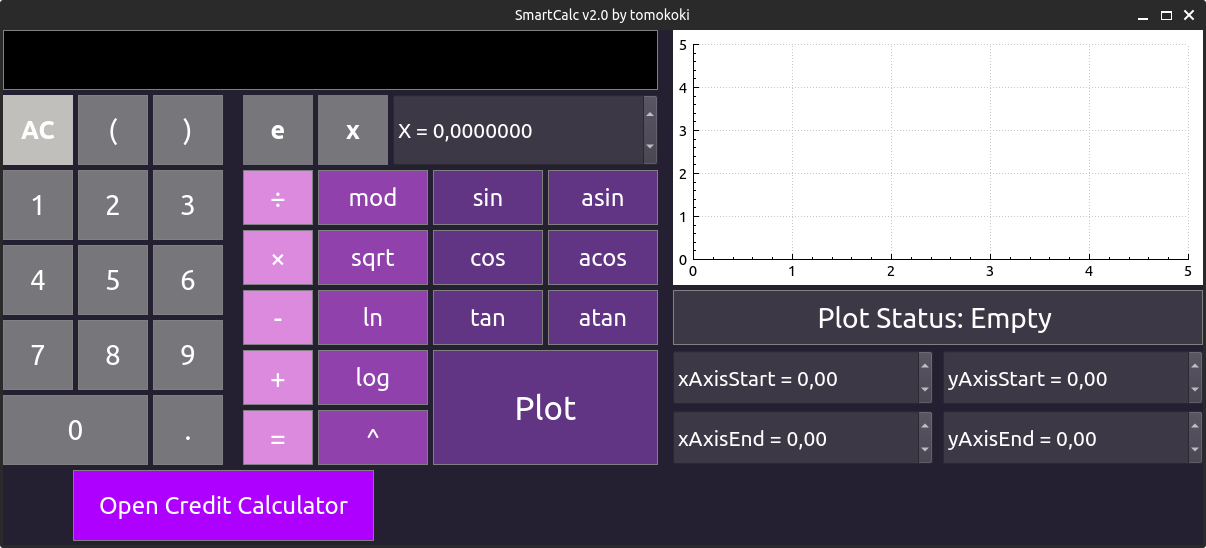 SmartCalc v2.0 by tomokoki
AC ( ) e x X = 0,0000000
1 2 3 ÷ mod sin asin
4 5 6 × sqrt cos acos
7 8 9 - ln tan atan
0 . + log Plot
= ^
Open Credit Calculator
5
4
3
2
1
0
0 1 2 3 4 5
Plot Status: Empty
xAxisStart = 0,00 yAxisStart = 0,00
xAxisEnd = 0,00 yAxisEnd = 0,00